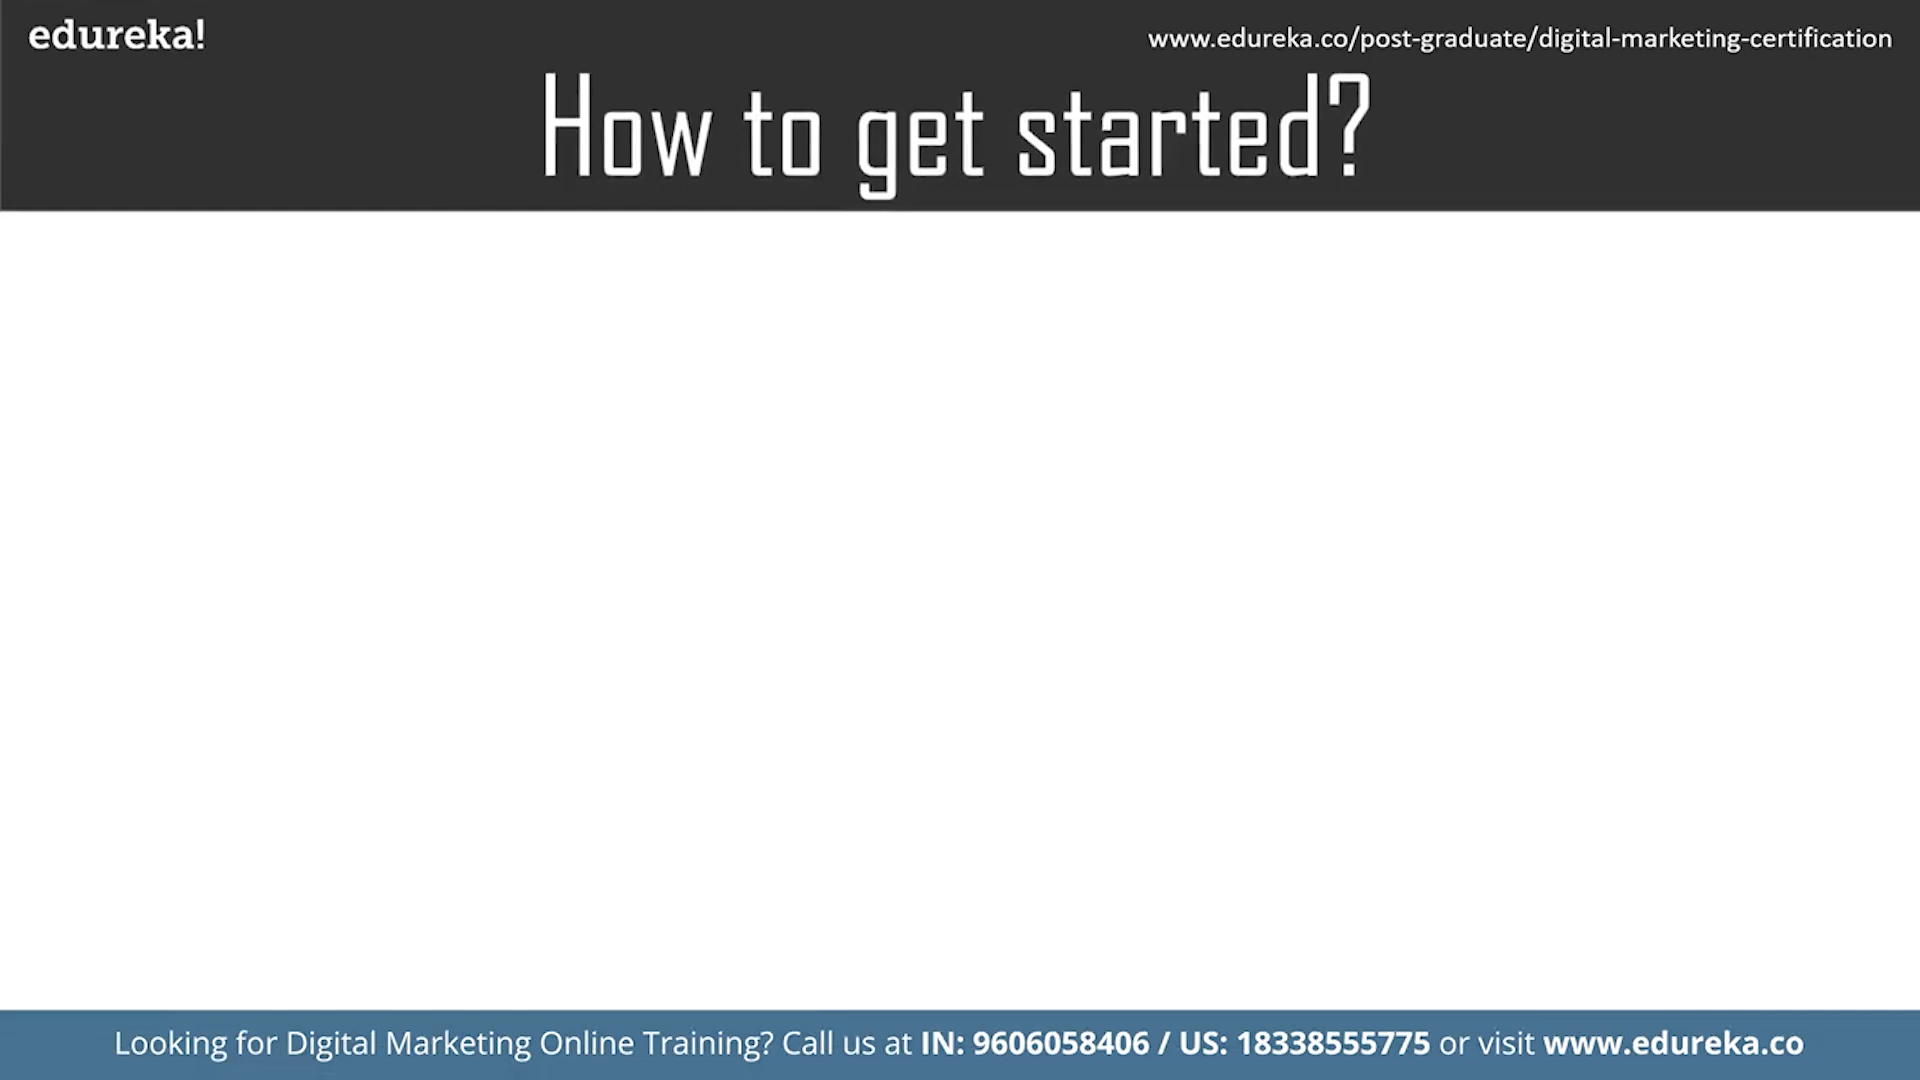 edureka!
www.edureka.co/post-graduate/digital-marketing-certification
How to get started?
Looking for Digital Marketing Online Training? Call us at IN: 9606058406 / US: 18338555775 or visit www.edureka.co